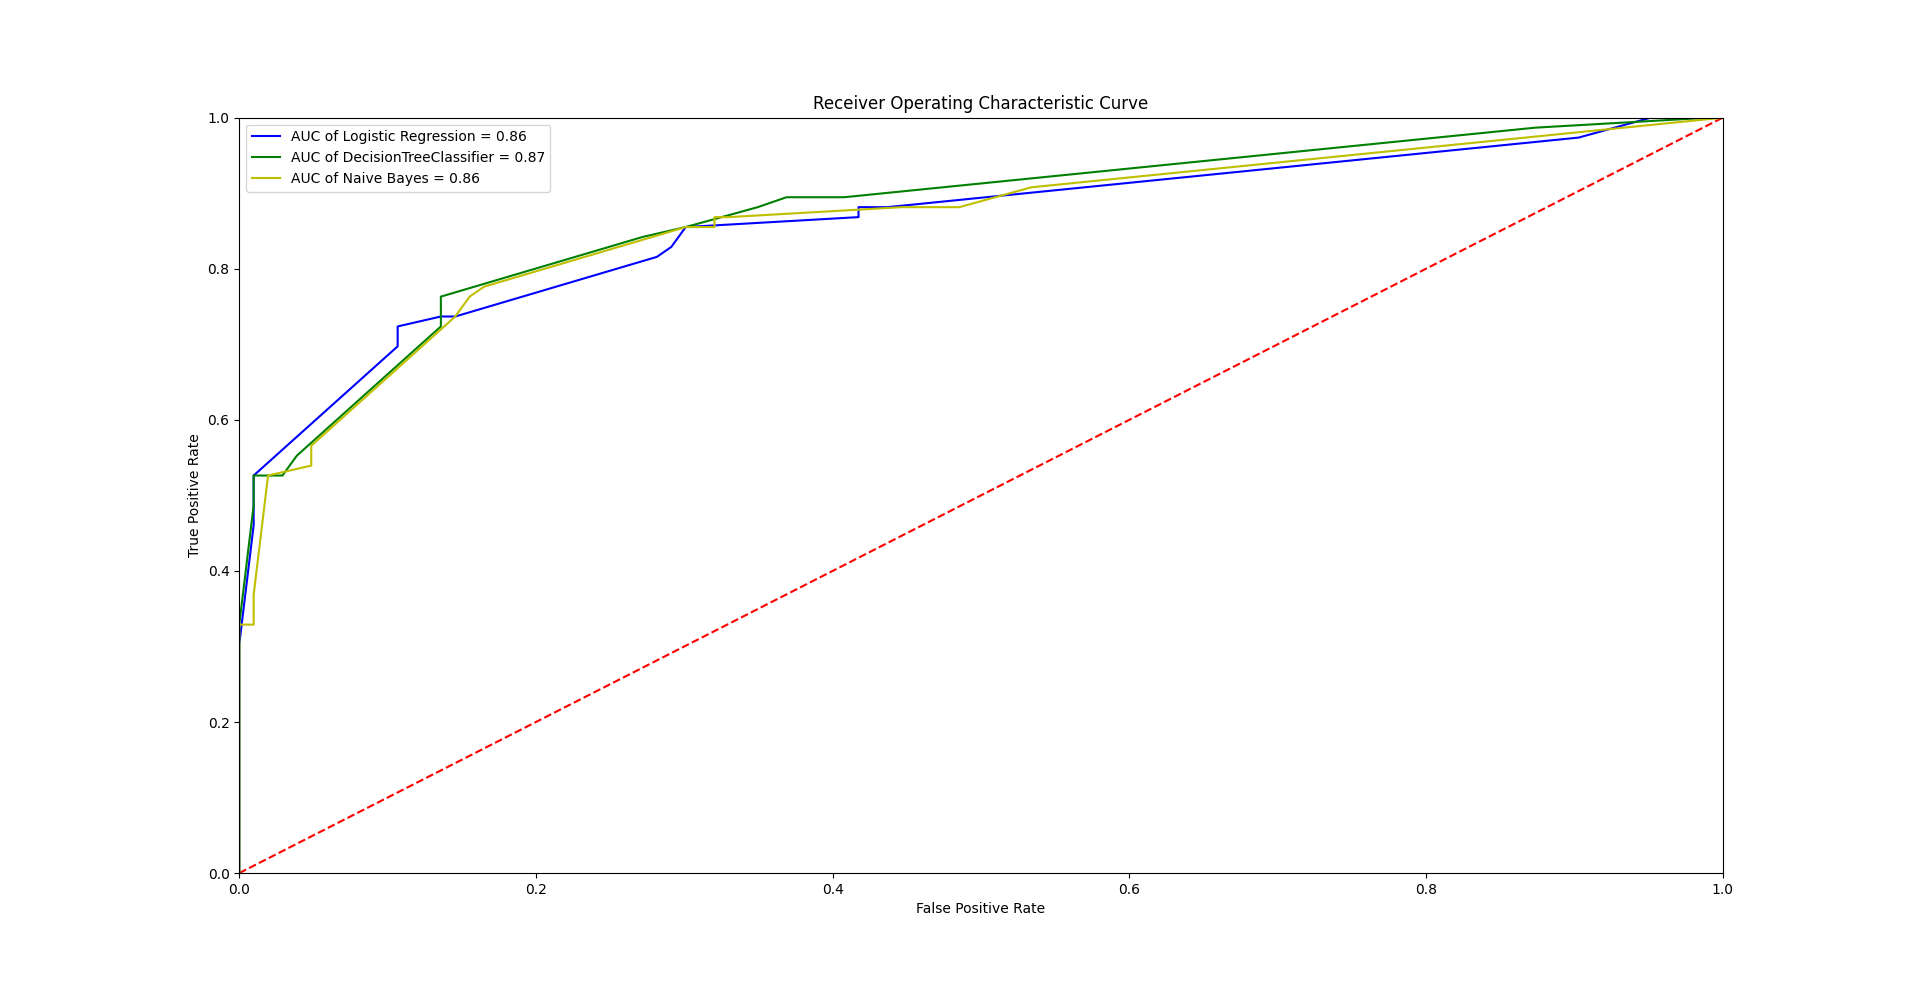 Receiver Operating Characteristic Curve
AUC of Logistic Regression = 0.86
AUC of DecisionTreeClassifier = 0.87
AUC of Naive Bayes = 0.86
1.0
0.8
0.6
0.4
0.2
0.0
True Positive Rate
0.0 0.2 0.4 0.6 0.8 1.0
False Positive Rate